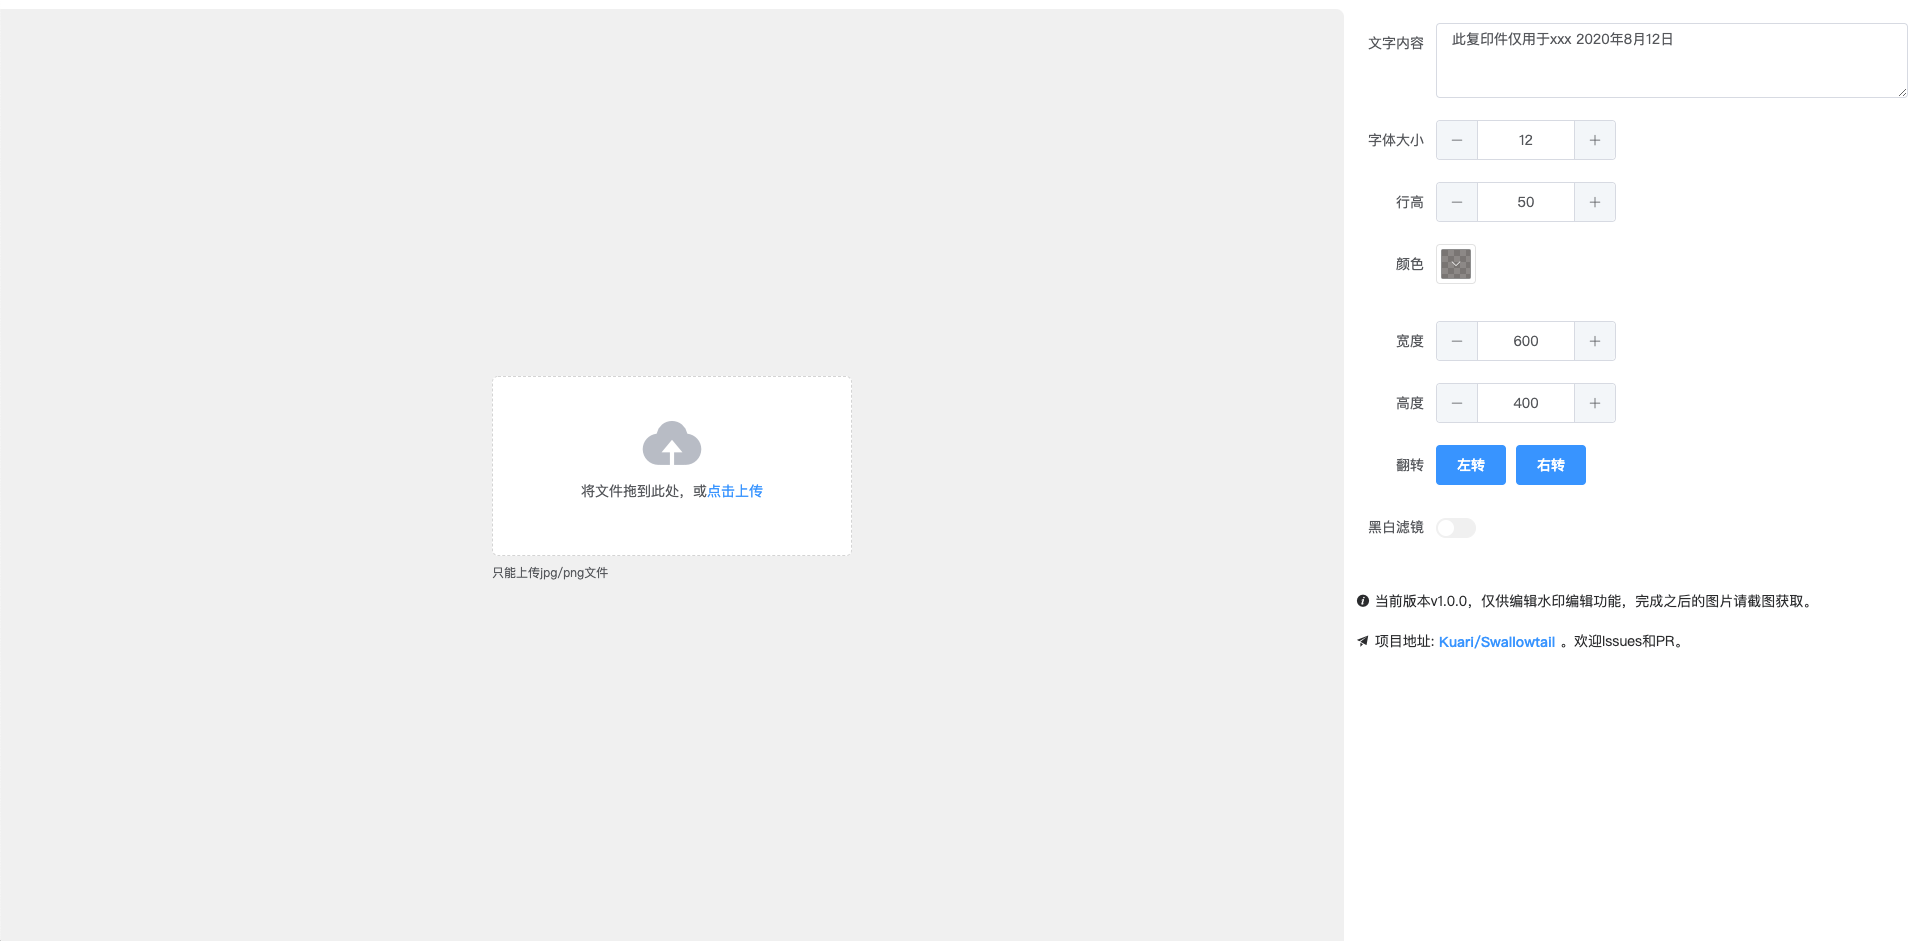 将文件拖到此处，或点击上传
只能上传jpg/png文件
文字内容
此复印件仅用于xxx 2020年8月12日
字体大小
12
行高
50
颜色
宽度
600
高度
400
翻转
左转
右转
黑白滤镜
当前版本v1.0.0，仅供编辑水印编辑功能，完成之后的图片请截图获取。
项目地址: Kuari/Swallowtail 。欢迎Issues和PR。